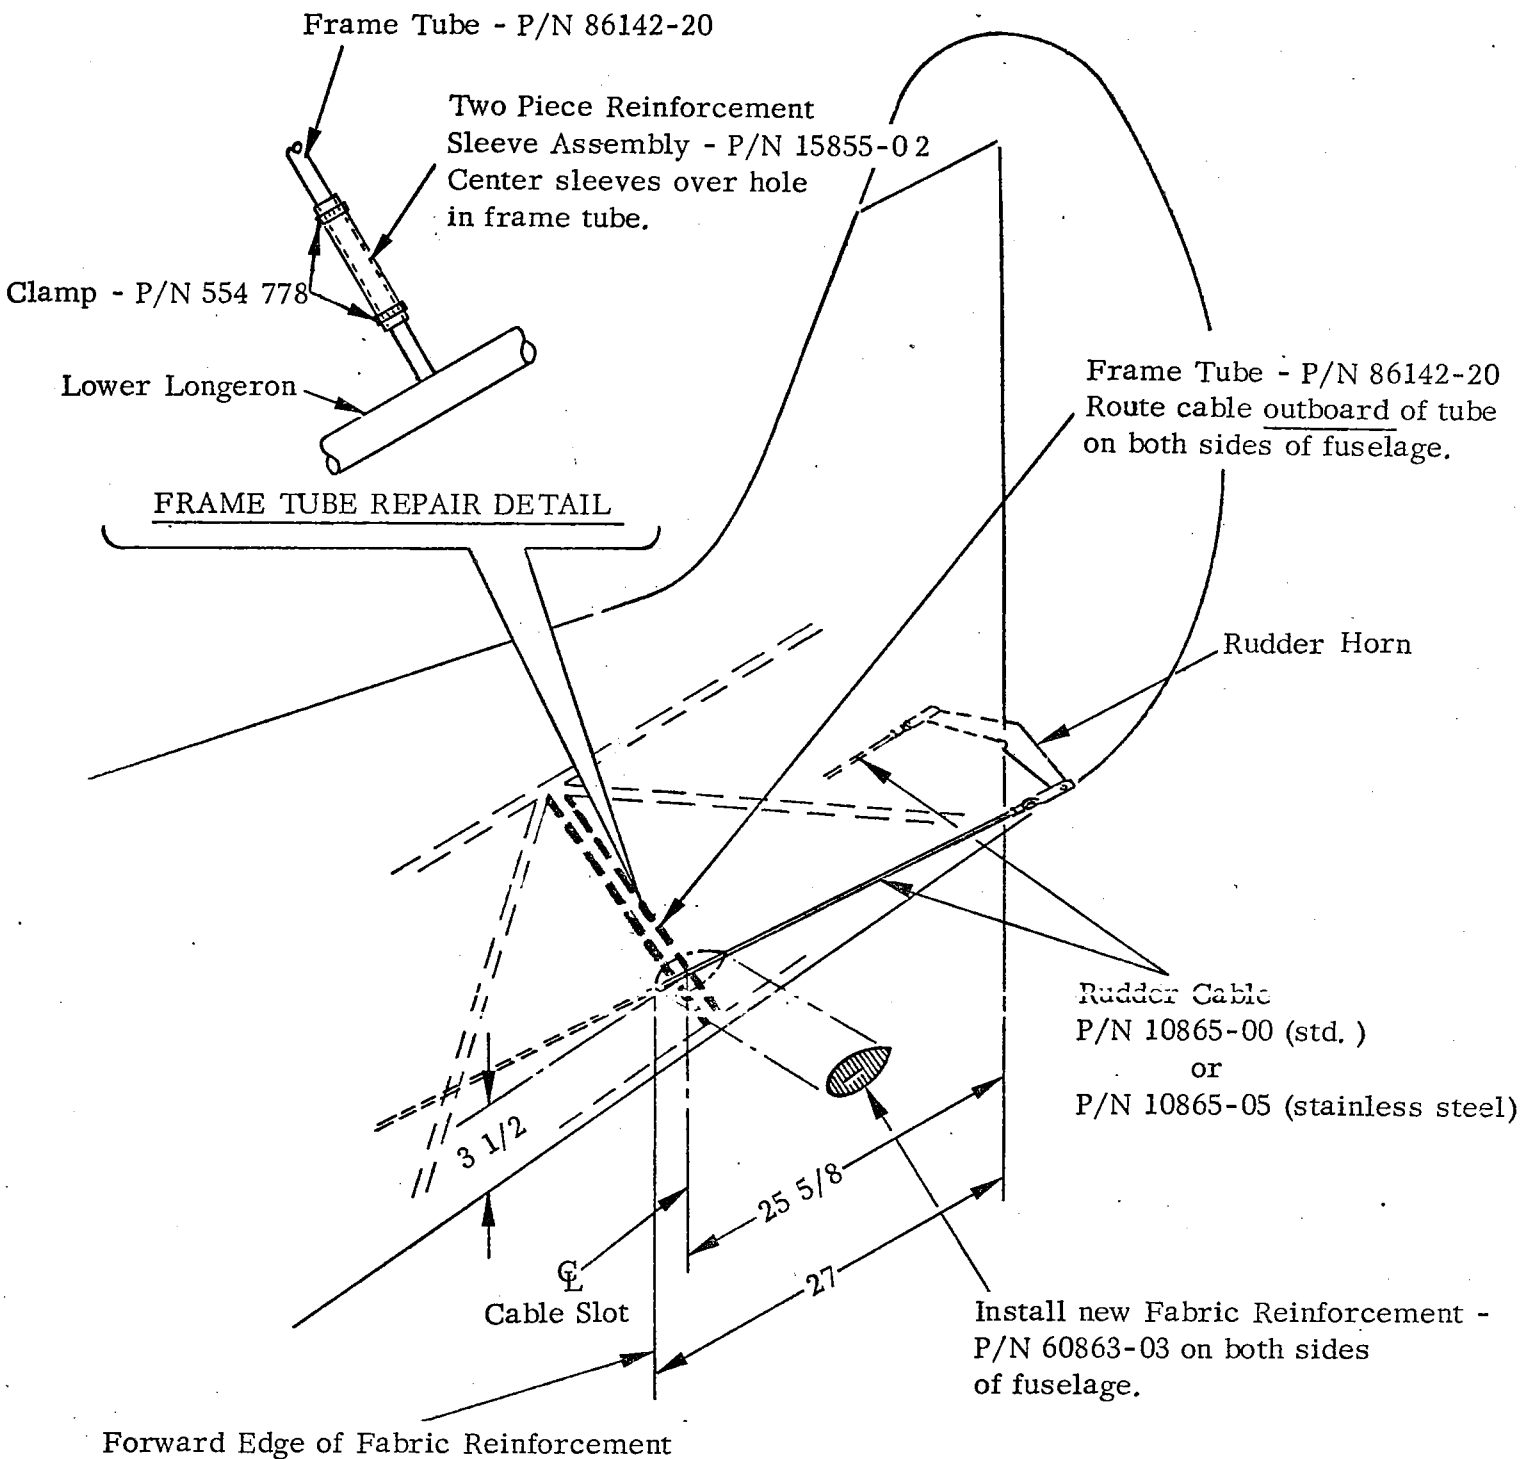 Frame Tube - P/N 86142-20
Two Piece Reinforcement
Sleeve Assembly - P/N 15855-02
Center sleeves over hole
in frame tube.
Clamp - P/N 554 778
Lower Longeron
FRAME TUBE REPAIR DETAIL
Frame Tube - P/N 86142-20
Route cable outboard of tube
on both sides of fuselage.
Rudder Horn
Rudder Cable
P/N 10865-00 (std. )
or
P/N 10865-05 (stainless steel)
3 1/2
25 5/8
27
℄
Cable Slot
Install new Fabric Reinforcement -
P/N 60863-03 on both sides
of fuselage.
Forward Edge of Fabric Reinforcement